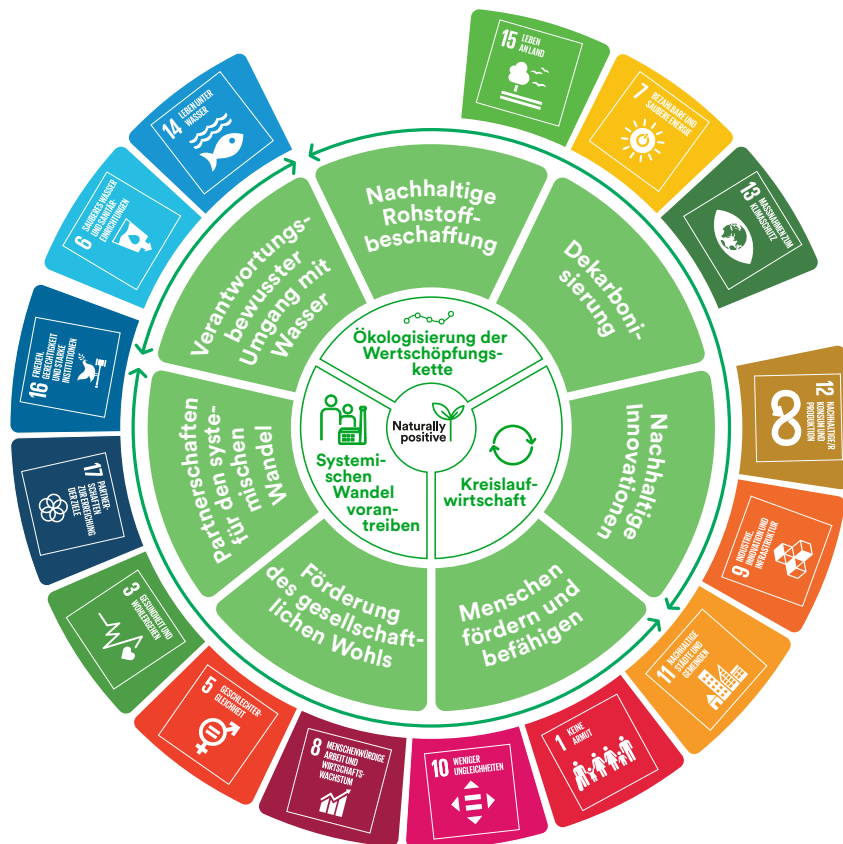 15 LEBEN
AN LAND
7 BEZAHLBARE UND
SAUBERE ENERGIE
13 MASSNAHMEN ZUM
KLIMASCHUTZ
12 NACHHALTIGE/R
KONSUM UND
PRODUKTION
9 INDUSTRIE,
INNOVATION UND
INFRASTRUKTUR
11 NACHHALTIGE
STÄDTE UND
GEMEINDEN
1 KEINE
ARMUT
10 WENIGER
UNGLEICHHEITEN
8 MENSCHENWÜRDIGE
ARBEIT UND
WIRTSCHAFTS-
WACHSTUM
5 GESCHLECHTER-
GLEICHHEIT
3 GESUNDHEIT UND
WOHLERGEHEN
17 PARTNER-
SCHAFTEN
ZUR ERREICHUNG
DER ZIELE
16 FRIEDEN,
GERECHTIGKEIT
UND STARKE
INSTITUTIONEN
6 SAUBERES WASSER
UND SANITÄR-
EINRICHTUNGEN
14 LEBEN UNTER
WASSER
Nachhaltige
Rohstoff-
beschaffung
Dekarboni-
sierung
Nachhaltige
Innovationen
Menschen
fördern und
befähigen
Förderung
des gesellschaft-
lichen Wohls
Partnerschaften
für den syste-
mischen
Wandel
Verantwortungs-
bewusster
Umgang mit
Wasser
Ökologisierung der
Wertschöpfungs-
kette
Kreislauf-
wirtschaft
Systemi-
schen
Wandel
voran-
treiben
Naturally
positive